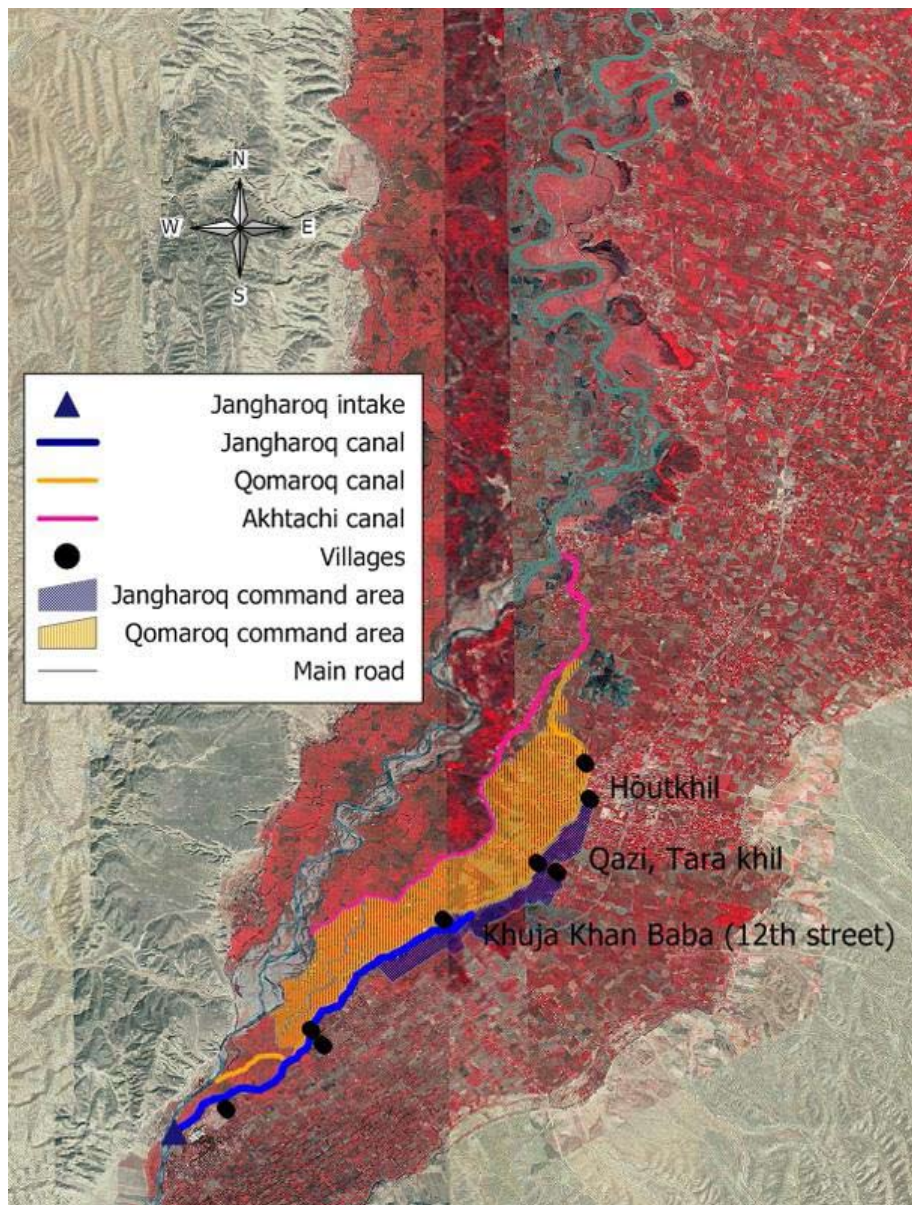 N
W
E
S
Jangharoq intake
Jangharoq canal
Qomaroq canal
Akhtachi canal
Villages
Jangharoq command area
Qomaroq command area
Main road
Houtkhil
Qazi, Tara khil
Khuja Khan Baba (12th street)